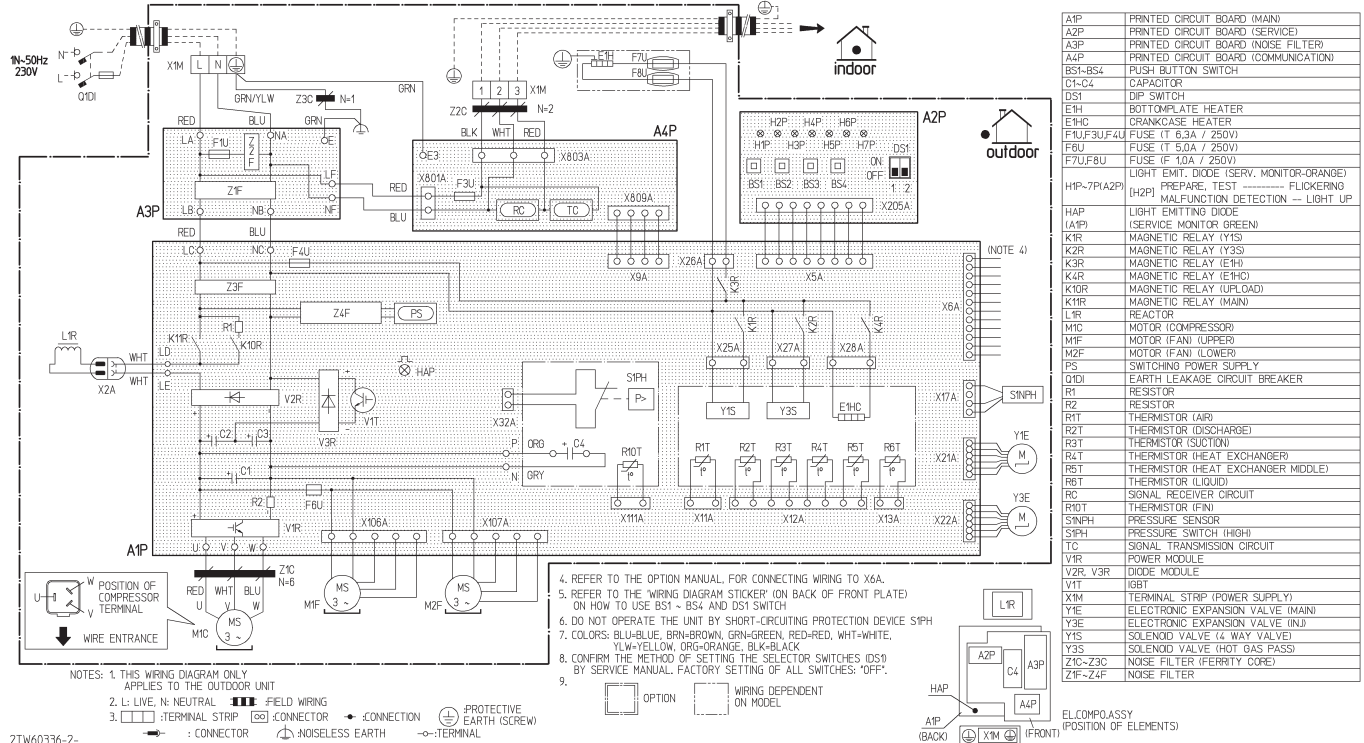 1N~50Hz
230V
N
L
Q1DI
X1M
L N
GRN/YLW
Z3C
N=1
GRN
GRN
RED
BLU
LA
NA
E
F1U
Z2F
Z1F
LF
NF
A3P
LB
NB
RED
BLU
RED
BLU
1 2 3
X1M
Z2C
N=2
BLK
WHT
RED
A4P
E3
X803A
X801A
F3U
RC
TC
X809A
E1H
F7U
F8U
indoor
outdoor
A2P
H2P H4P H6P
H1P H3P H5P H7P
DS1
ON
OFF
1 2
BS1 BS2 BS3 BS4
X205A
LC
NC
F4U
Z3F
Z4F
PS
R1
K11R
K10R
L1R
X2A
WHT
WHT
LD
LE
V2R
V3R
V1T
HAP
C2
C3
C1
R2
F6U
V1R
A1P
U V W
X9A
X26A
X5A
(NOTE 4)
X6A
K3R
K1R
K2R
K4R
X25A
X27A
X28A
Y1S
Y3S
E1HC
S1PH
P>
X32A
P
ORG
C4
N
GRY
R10T
t°
X111A
R1T
R2T
R3T
R4T
R5T
R6T
t°
t°
t°
t°
t°
t°
X11A
X12A
X13A
X17A
S1NPH
X21A
Y1E
M
X22A
Y3E
M
X106A
X107A
Z1C
N=6
RED
WHT
BLU
U
V
W
M1C
MS
3 ~
M1F
MS
3 ~
M2F
MS
3 ~
U
W
V
POSITION OF
COMPRESSOR
TERMINAL
WIRE ENTRANCE
NOTES: 1. THIS WIRING DIAGRAM ONLY
APPLIES TO THE OUTDOOR UNIT
2. L: LIVE, N: NEUTRAL :FIELD WIRING
3. :TERMINAL STRIP :CONNECTOR :CONNECTION :PROTECTIVE
EARTH (SCREW)
: CONNECTOR :NOISELESS EARTH :TERMINAL
4. REFER TO THE OPTION MANUAL, FOR CONNECTING WIRING TO X6A.
5. REFER TO THE 'WIRING DIAGRAM STICKER' (ON BACK OF FRONT PLATE)
ON HOW TO USE BS1 ~ BS4 AND DS1 SWITCH
6. DO NOT OPERATE THE UNIT BY SHORT-CIRCUITING PROTECTION DEVICE S1PH
7. COLORS: BLU=BLUE, BRN=BROWN, GRN=GREEN, RED=RED, WHT=WHITE,
YLW=YELLOW, ORG=ORANGE, BLK=BLACK
8. CONFIRM THE METHOD OF SETTING THE SELECTOR SWITCHES (DS1)
BY SERVICE MANUAL. FACTORY SETTING OF ALL SWITCHES: "OFF".
9.
OPTION
WIRING DEPENDENT
ON MODEL
L1R
A2P
C4
A3P
A4P
HAP
A1P
(BACK)
X1M
(FRONT)
EL.COMPO.ASSY
(POSITION OF ELEMENTS)
2TW60336-2-
A1P PRINTED CIRCUIT BOARD (MAIN)
A2P PRINTED CIRCUIT BOARD (SERVICE)
A3P PRINTED CIRCUIT BOARD (NOISE FILTER)
A4P PRINTED CIRCUIT BOARD (COMMUNICATION)
BS1~BS4 PUSH BUTTON SWITCH
C1~C4 CAPACITOR
DS1 DIP SWITCH
E1H BOTTOMPLATE HEATER
E1HC CRANKCASE HEATER
F1U,F3U,F4U FUSE (T 6,3A / 250V)
F6U FUSE (T 5,0A / 250V)
F7U,F8U FUSE (F 1,0A / 250V)
H1P~7P(A2P) LIGHT EMIT. DIODE (SERV. MONITOR-ORANGE)
[H2P] PREPARE, TEST --------- FLICKERING
MALFUNCTION DETECTION -- LIGHT UP
HAP LIGHT EMITTING DIODE
(A1P) (SERVICE MONITOR GREEN)
K1R MAGNETIC RELAY (Y1S)
K2R MAGNETIC RELAY (Y3S)
K3R MAGNETIC RELAY (E1H)
K4R MAGNETIC RELAY (E1HC)
K10R MAGNETIC RELAY (UPLOAD)
K11R MAGNETIC RELAY (MAIN)
L1R REACTOR
M1C MOTOR (COMPRESSOR)
M1F MOTOR (FAN) (UPPER)
M2F MOTOR (FAN) (LOWER)
PS SWITCHING POWER SUPPLY
Q1DI EARTH LEAKAGE CIRCUIT BREAKER
R1 RESISTOR
R2 RESISTOR
R1T THERMISTOR (AIR)
R2T THERMISTOR (DISCHARGE)
R3T THERMISTOR (SUCTION)
R4T THERMISTOR (HEAT EXCHANGER)
R5T THERMISTOR (HEAT EXCHANGER MIDDLE)
R6T THERMISTOR (LIQUID)
RC SIGNAL RECEIVER CIRCUIT
R10T THERMISTOR (FIN)
S1NPH PRESSURE SENSOR
S1PH PRESSURE SWITCH (HIGH)
TC SIGNAL TRANSMISSION CIRCUIT
V1R POWER MODULE
V2R, V3R DIODE MODULE
V1T IGBT
X1M TERMINAL STRIP (POWER SUPPLY)
Y1E ELECTRONIC EXPANSION VALVE (MAIN)
Y3E ELECTRONIC EXPANSION VALVE (INJ)
Y1S SOLENOID VALVE (4 WAY VALVE)
Y3S SOLENOID VALVE (HOT GAS PASS)
Z1C~Z3C NOISE FILTER (FERRITY CORE)
Z1F~Z4F NOISE FILTER